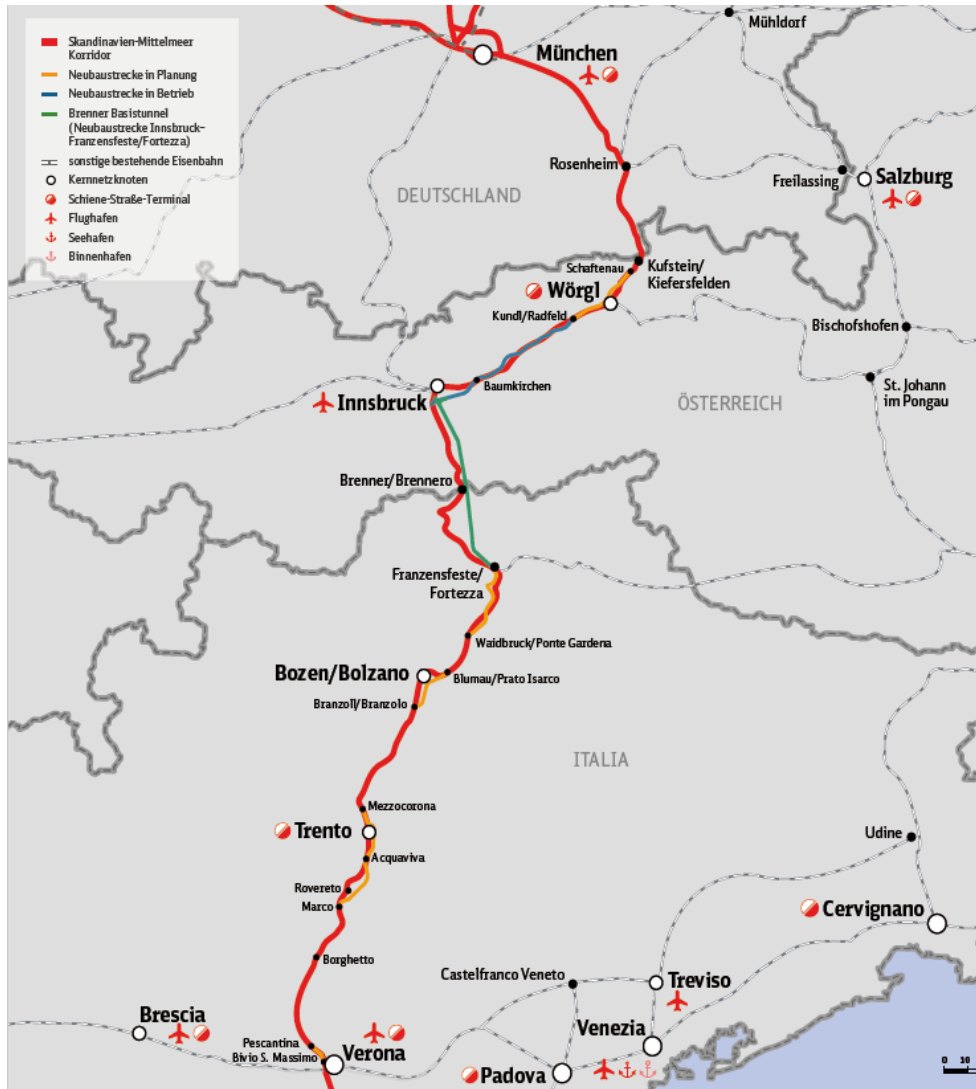 Skandinavien-Mittelmeer
Korridor
Neubaustrecke in Planung
Neubaustrecke in Betrieb
Brenner Basistunnel
(Neubaustrecke Innsbruck–
Franzensfeste/Fortezza)
sonstige bestehende Eisenbahn
Kernnetzknoten
Schiene-Straße-Terminal
Flughafen
Seehafen
Binnenhafen
Mühldorf
München
Rosenheim
Freilassing
Salzburg
DEUTSCHLAND
Schaftenau
Kufstein/
Kiefersfelden
Wörgl
Kundl/Radfeld
Bischofshofen
Baumkirchen
St. Johann
im Pongau
Innsbruck
ÖSTERREICH
Brenner/Brennero
Franzensfeste/
Fortezza
Waidbruck/Ponte Gardena
Bozen/Bolzano
Blumau/Prato Isarco
Branzoll/Branzolo
ITALIA
Mezzocorona
Trento
Udine
Acquaviva
Rovereto
Marco
Cervignano
Borghetto
Castelfranco Veneto
Treviso
Brescia
Venezia
Pescantina
Bivio S. Massimo
Verona
Padova
0 10